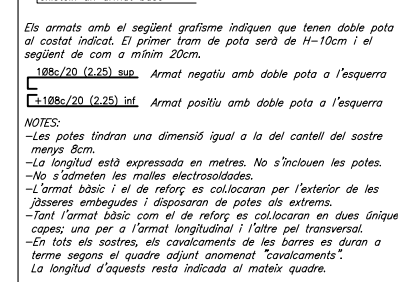 Els armats amb el següent grafisme indiquen que tenen doble pota
al costat indicat. El primer tram de pota serà de H-10cm i el
següent de com a mínim 20cm.
1Ø8c/20 (2.25) sup Armat negatiu amb doble pota a l'esquerra
+1Ø8c/20 (2.25) inf Armat positiu amb doble pota a l'esquerra
NOTES:
-Les potes tindran una dimensió igual a la del cantell del sostre
menys 8cm.
-La longitud està expressada en metres. No s'inclouen les potes.
-No s'admeten les malles electrosoldades.
-L'armat bàsic i el de reforç es col.locaran per l'exterior de les
jàsseres embegudes i disposaran de potes als extrems.
-Tant l'armat bàsic com el de reforç es col.locaran en dues úniques
capes; una per a l'armat longitudinal i l'altre pel transversal.
-En tots els sostres, els cavalcaments de les barres es duran a
terme segons el quadre adjunt anomenat "cavalcaments".
La longitud d'aquests resta indicada al mateix quadre.